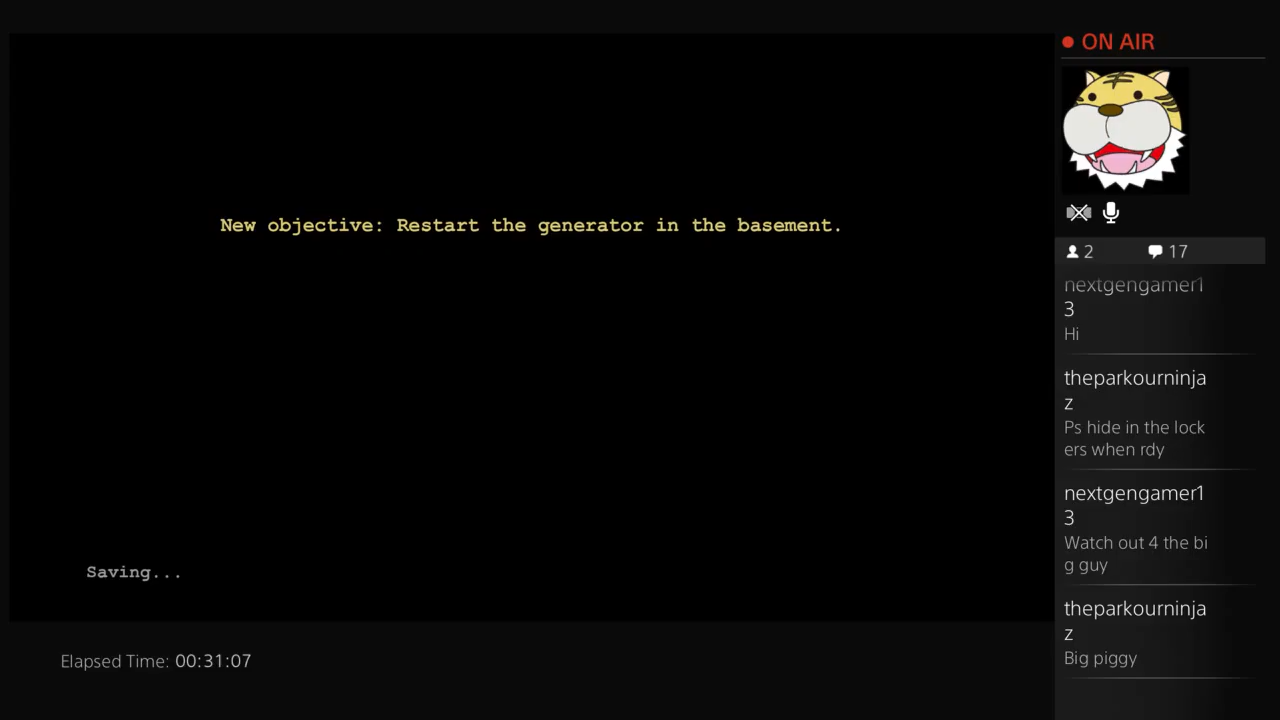 New objective: Restart the generator in the basement.
Saving...
Elapsed Time: 00:31:07
ON AIR
2 17
nextgengamer1
3
Hi
theparkourninja
z
Ps hide in the lock
ers when rdy
nextgengamer1
3
Watch out 4 the bi
g guy
theparkourninja
z
Big piggy